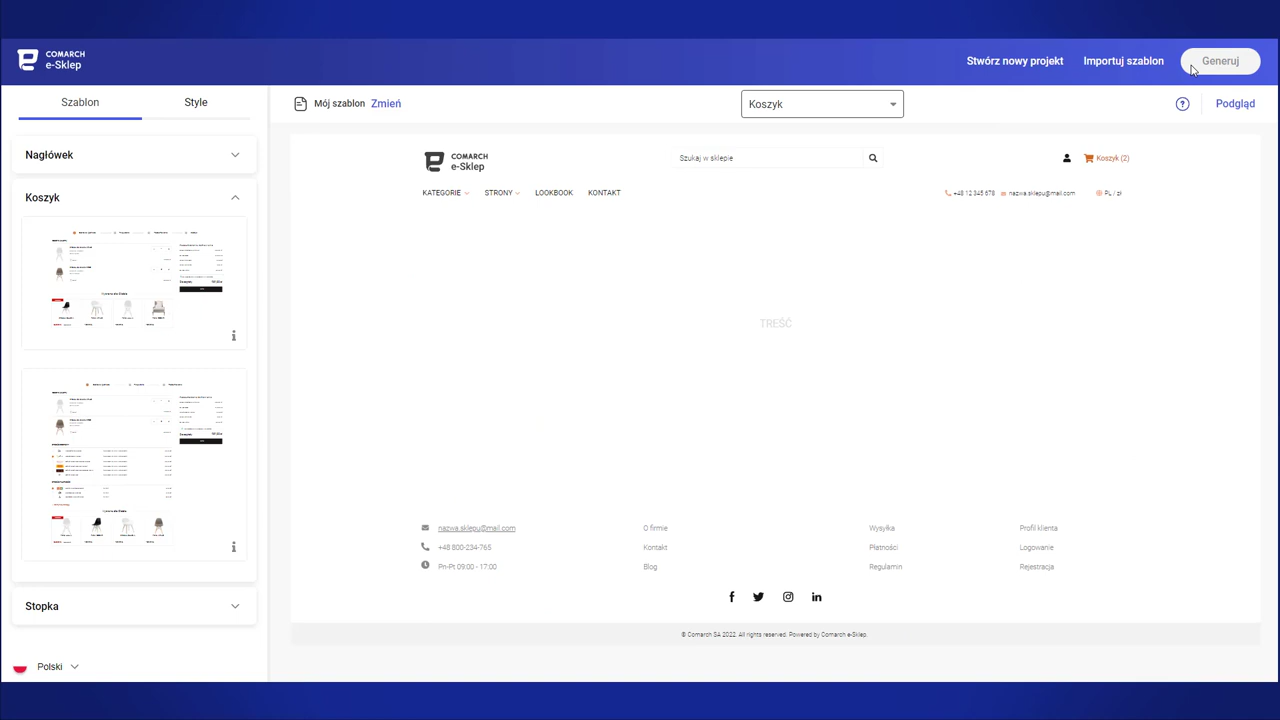 COMARCH
e-Sklep
Stwórz nowy projekt
Importuj szablon
Generuj
Szablon
Style
Mój szablon
Zmień
Koszyk
?
Podgląd
Nagłówek
Koszyk
Stopka
Polski
COMARCH
e-Sklep
Szukaj w sklepie
Koszyk (2)
KATEGORIE
STRONY
LOOKBOOK
KONTAKT
+48 12 345 678
nazwa.sklepu@mail.com
PL / zł
TREŚĆ
nazwa.sklepu@mail.com
+48 800-234-765
Pn-Pt 09:00 - 17:00
O firmie
Kontakt
Blog
Wysyłka
Płatności
Regulamin
Profil klienta
Logowanie
Rejestracja
© Comarch SA 2022. All rights reserved. Powered by Comarch e-Sklep.